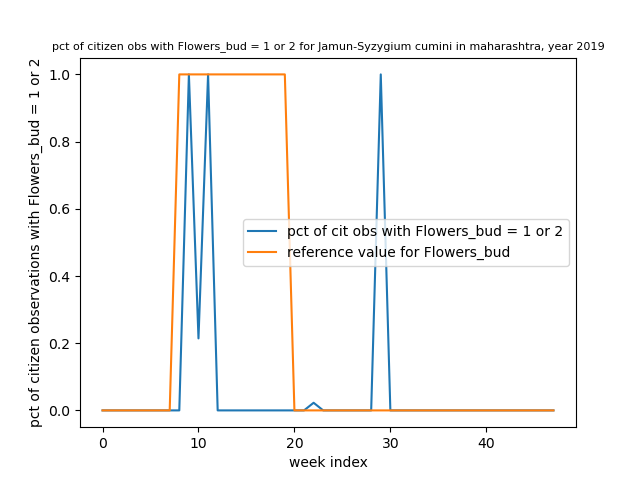 pct of citizen obs with Flowers_bud = 1 or 2 for Jamun-Syzygium cumini in maharashtra, year 2019
pct of citizen observations with Flowers_bud = 1 or 2
1.0
0.8
0.6
0.4
0.2
0.0
pct of cit obs with Flowers_bud = 1 or 2
reference value for Flowers_bud
0 10 20 30 40
week index